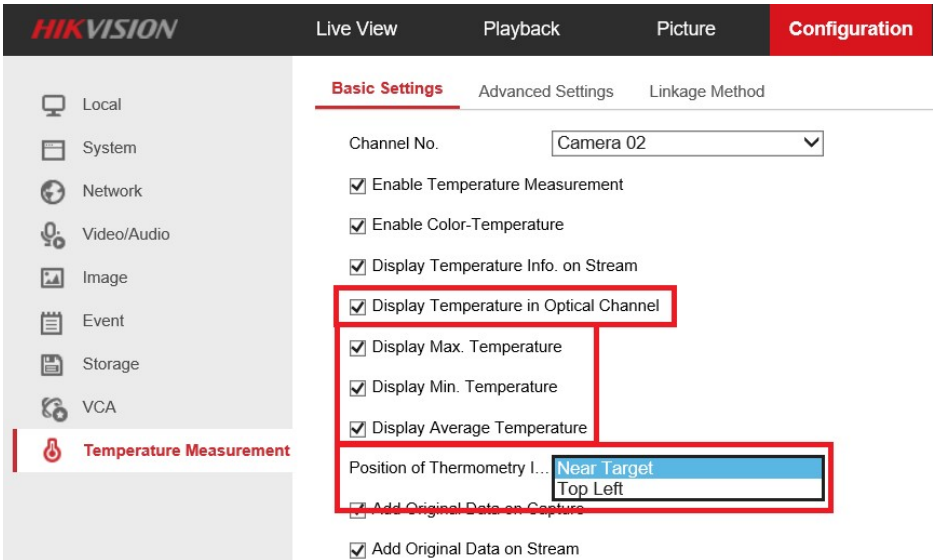 HIKVISION Live View Playback Picture Configuration
Basic Settings Advanced Settings Linkage Method
Local
System
Network
Video/Audio
Image
Event
Storage
VCA
Temperature Measurement
Channel No. Camera 02
Enable Temperature Measurement
Enable Color-Temperature
Display Temperature Info. on Stream
Display Temperature in Optical Channel
Display Max. Temperature
Display Min. Temperature
Display Average Temperature
Position of Thermometry I... Near Target
Top Left
Add Original Data on Capture
Add Original Data on Stream